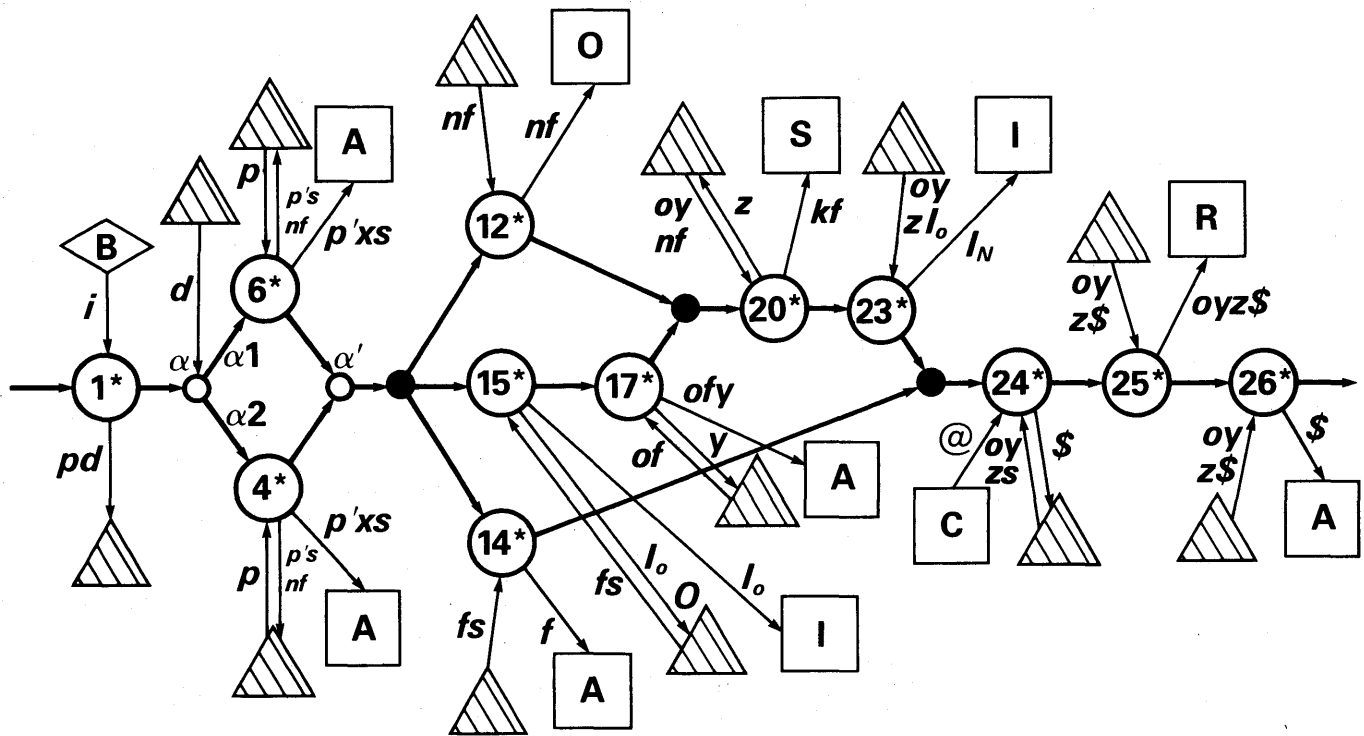 O
nf
nf
A
p
p's
nf
p'xs
S
I
oy
nf
z
kf
oy
z Iₒ
I_N
B
i
d
6*
12*
20*
23*
R
oy
z$
oyz$
α
α1
α'
1*
α2
15*
17*
24*
25*
26*
ofy
y
of
A
@
oy
zs
$
C
oy
z$
$
A
pd
4*
p'xs
p
p's
nf
A
14*
fs
f
A
Iₒ
fs
O
Iₒ
I